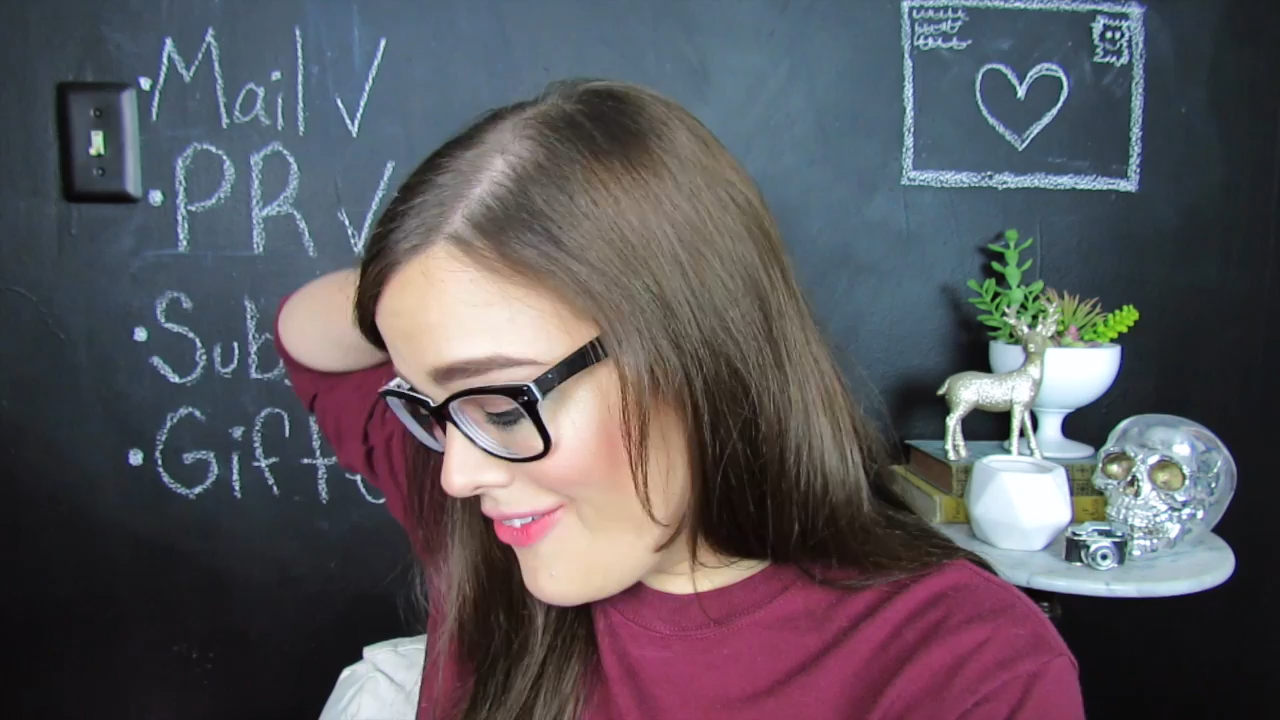 • Mail ✓
• PR ✓
• Sub
• Gift